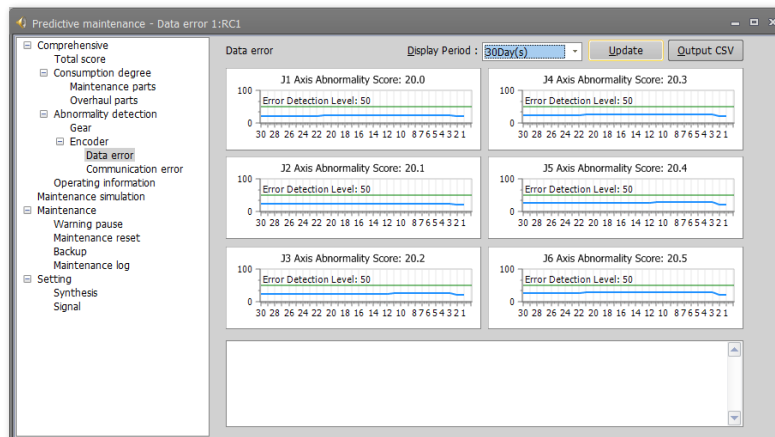 Predictive maintenance - Data error 1:RC1
Comprehensive
Total score
Consumption degree
Maintenance parts
Overhaul parts
Abnormality detection
Gear
Encoder
Data error
Communication error
Operating information
Maintenance simulation
Maintenance
Warning pause
Maintenance reset
Backup
Maintenance log
Setting
Synthesis
Signal
Data error Display Period : 30Day(s) Update Output CSV
J1 Axis Abnormality Score: 20.0
100
Error Detection Level: 50
0
30 28 26 24 22 20 18 16 14 12 10 8 7 6 5 4 3 2 1
J4 Axis Abnormality Score: 20.3
100
Error Detection Level: 50
0
30 28 26 24 22 20 18 16 14 12 10 8 7 6 5 4 3 2 1
J2 Axis Abnormality Score: 20.1
100
Error Detection Level: 50
0
30 28 26 24 22 20 18 16 14 12 10 8 7 6 5 4 3 2 1
J5 Axis Abnormality Score: 20.4
100
Error Detection Level: 50
0
30 28 26 24 22 20 18 16 14 12 10 8 7 6 5 4 3 2 1
J3 Axis Abnormality Score: 20.2
100
Error Detection Level: 50
0
30 28 26 24 22 20 18 16 14 12 10 8 7 6 5 4 3 2 1
J6 Axis Abnormality Score: 20.5
100
Error Detection Level: 50
0
30 28 26 24 22 20 18 16 14 12 10 8 7 6 5 4 3 2 1